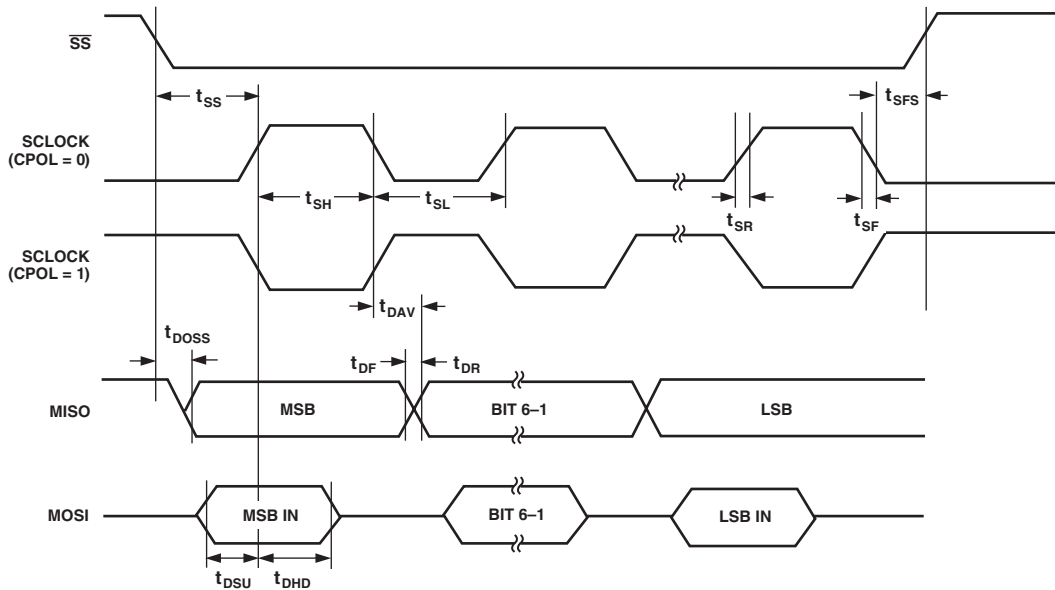 SS
tSS
tSFS
SCLOCK
(CPOL = 0)
tSH
tSL
tSR
tSF
SCLOCK
(CPOL = 1)
tDAV
tDOSS
tDF
tDR
MISO
MSB
BIT 6–1
LSB
MOSI
MSB IN
BIT 6–1
LSB IN
tDSU
tDHD